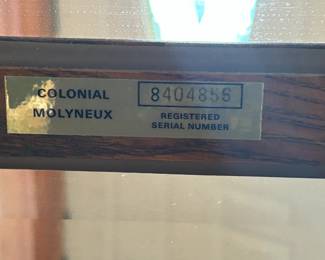 COLONIAL 8404856
MOLYNEUX REGISTERED
SERIAL NUMBER